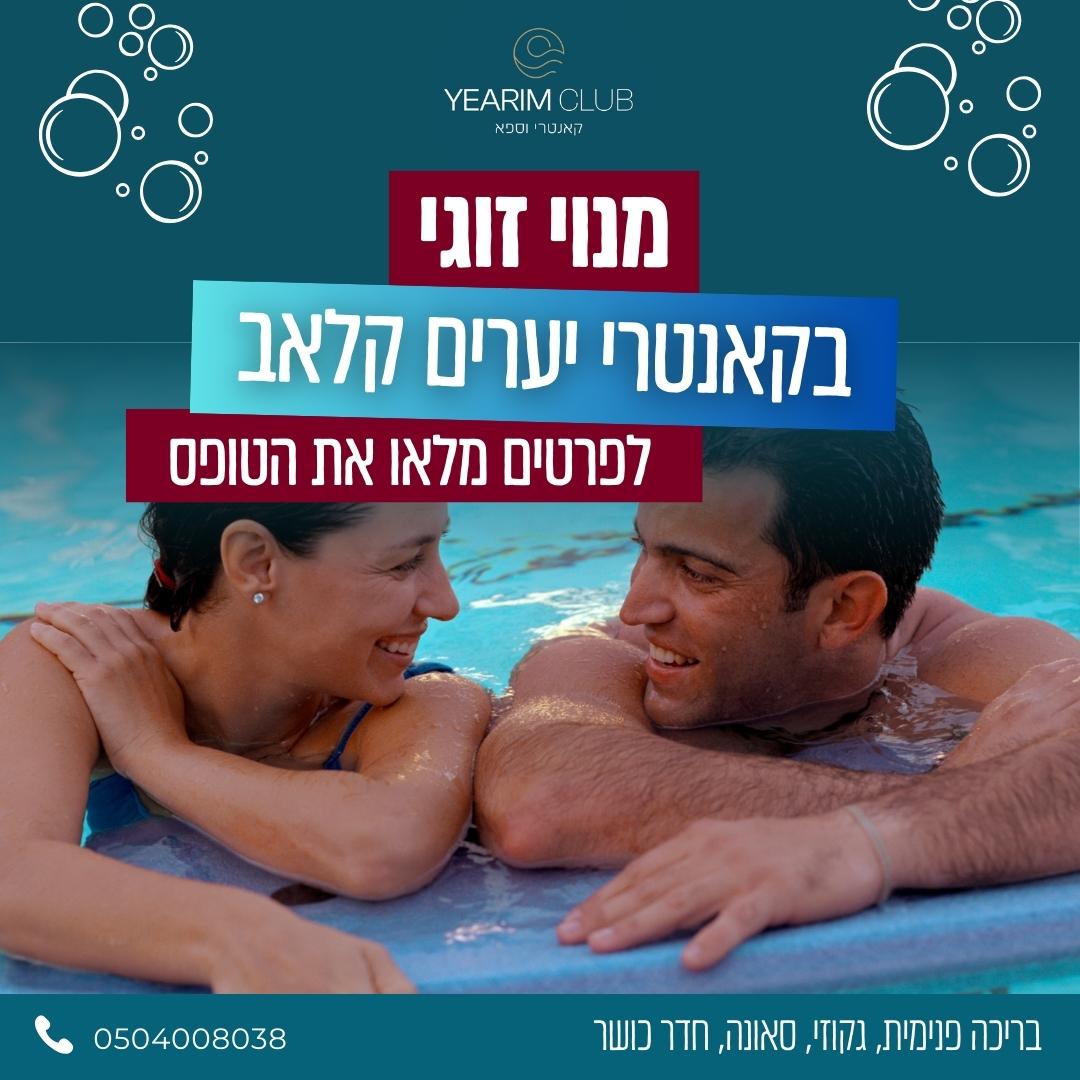 YEARIM CLUB
קאנטרי וספא
מנוי זוגי
בקאנטרי יערים קלאב
לפרטים מלאו את הטופס
בריכה פנימית, גקוזי, סאונה, חדר כושר
0504008038